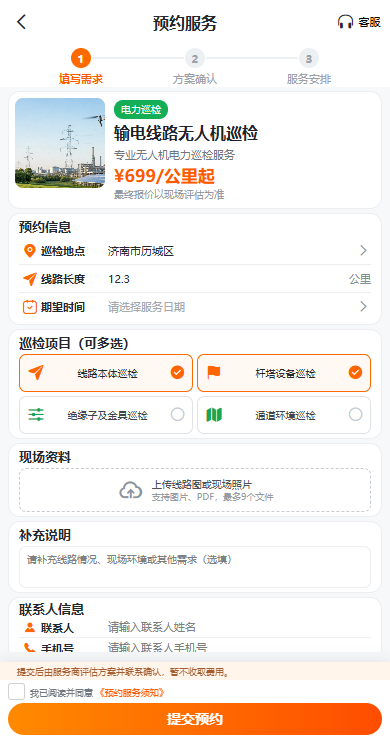 预约服务
客服
1
2
3
填写需求
方案确认
服务安排
电力巡检
输电线路无人机巡检
专业无人机电力巡检服务
¥699/公里起
最终报价以现场评估为准
预约信息
巡检地点 济南市历城区
线路长度 12.3 公里
期里时间 请选择服务日期
巡检项目（可多选）
线路本体巡检
杆塔设备巡检
绝缘子及金具巡检
通道环境巡检
现场资料
上传线路图或现场照片
支持图片、PDF，最多9个文件
补充说明
请补充线路情况、现场环境或其他需求（选填）
联系人信息
联系人 请输入联系人姓名
手机号 请输入联系人手机号
提交后由服务商评估方案并联系确认，暂不收取费用。
我已阅读并同意《预约服务须知》
提交预约